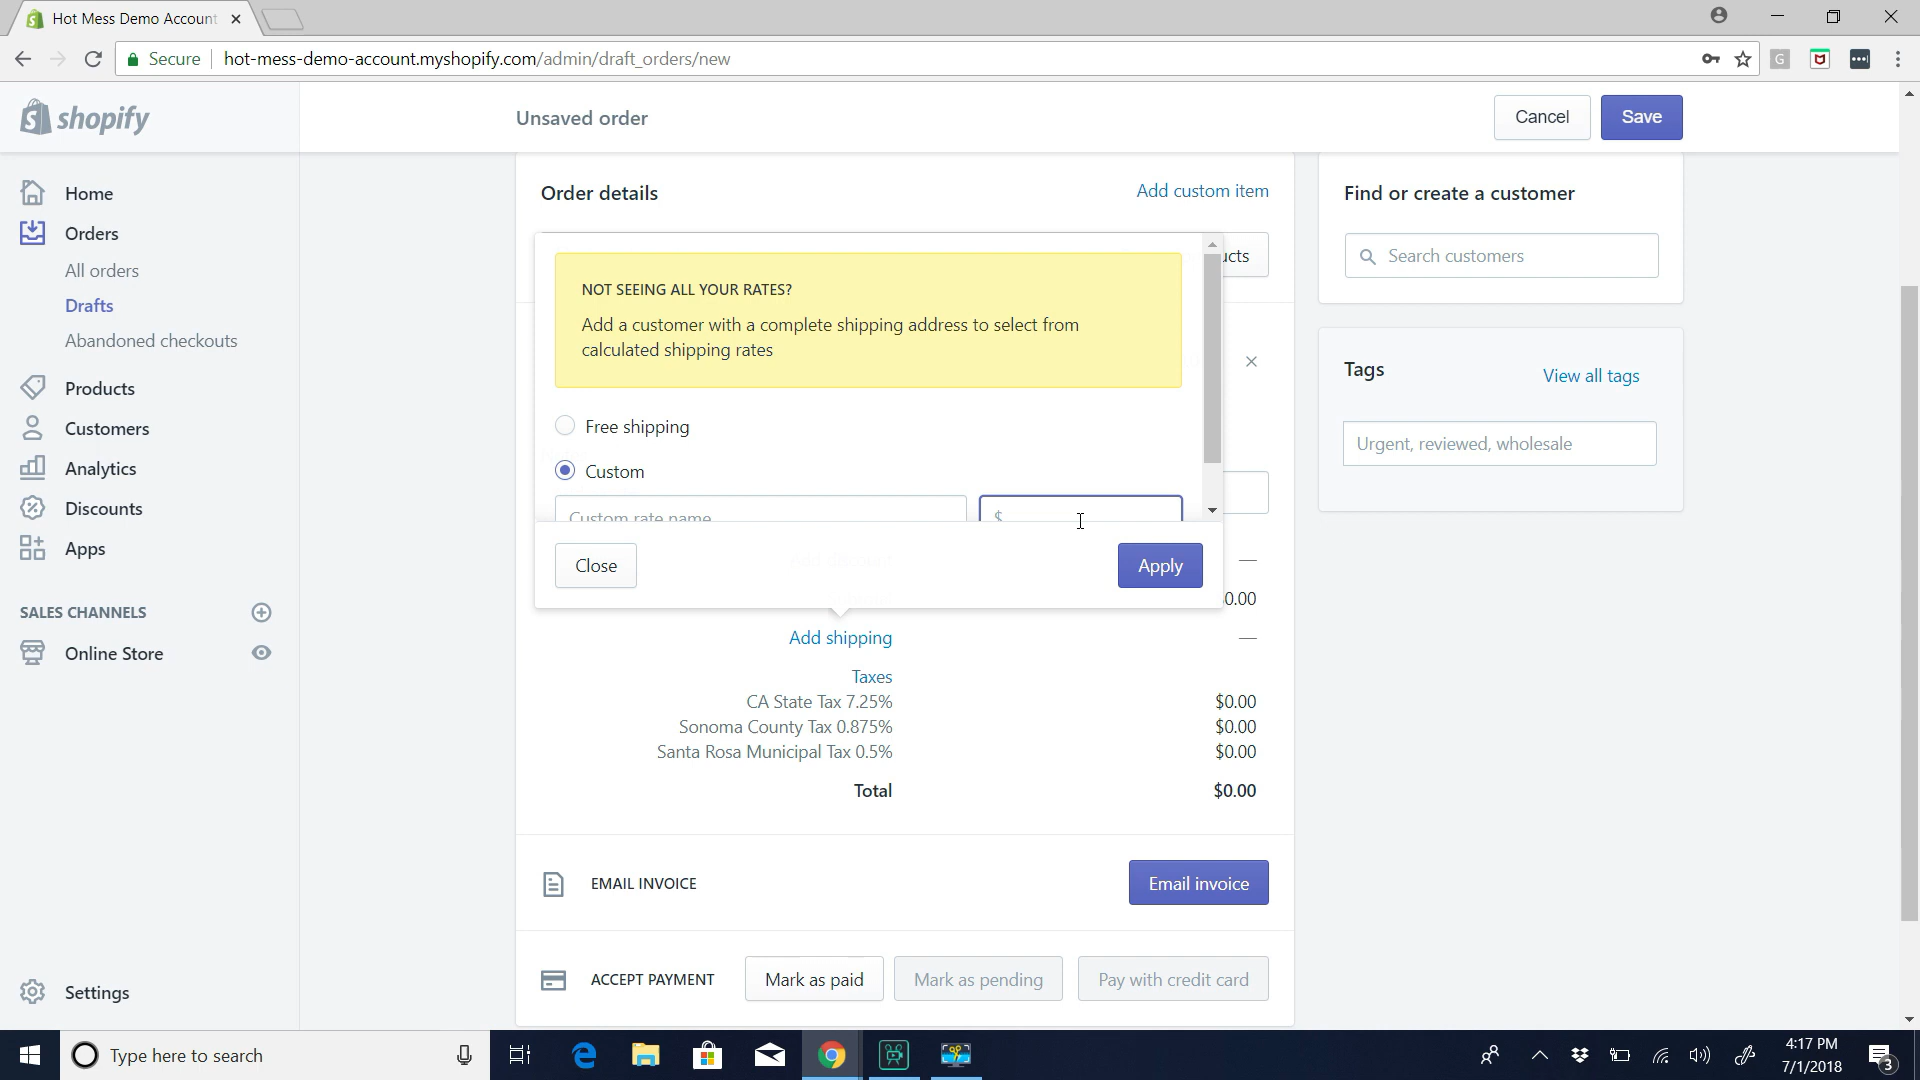 Hot Mess Demo Account
Secure
hot-mess-demo-account.myshopify.com/admin/draft_orders/new
shopify
Unsaved order
Cancel
Save
Home
Orders
All orders
Drafts
Abandoned checkouts
Products
Customers
Analytics
Discounts
Apps
SALES CHANNELS
Online Store
Settings
Order details
Add custom item
NOT SEEING ALL YOUR RATES?
Add a customer with a complete shipping address to select from
calculated shipping rates
Free shipping
Custom
Custom rate name
$
Close
Apply
Add shipping
—
Taxes
CA State Tax 7.25%
$0.00
Sonoma County Tax 0.875%
$0.00
Santa Rosa Municipal Tax 0.5%
$0.00
Total
$0.00
EMAIL INVOICE
Email invoice
ACCEPT PAYMENT
Mark as paid
Mark as pending
Pay with credit card
Find or create a customer
Search customers
Tags
View all tags
Urgent, reviewed, wholesale
Type here to search
4:17 PM
7/1/2018
3